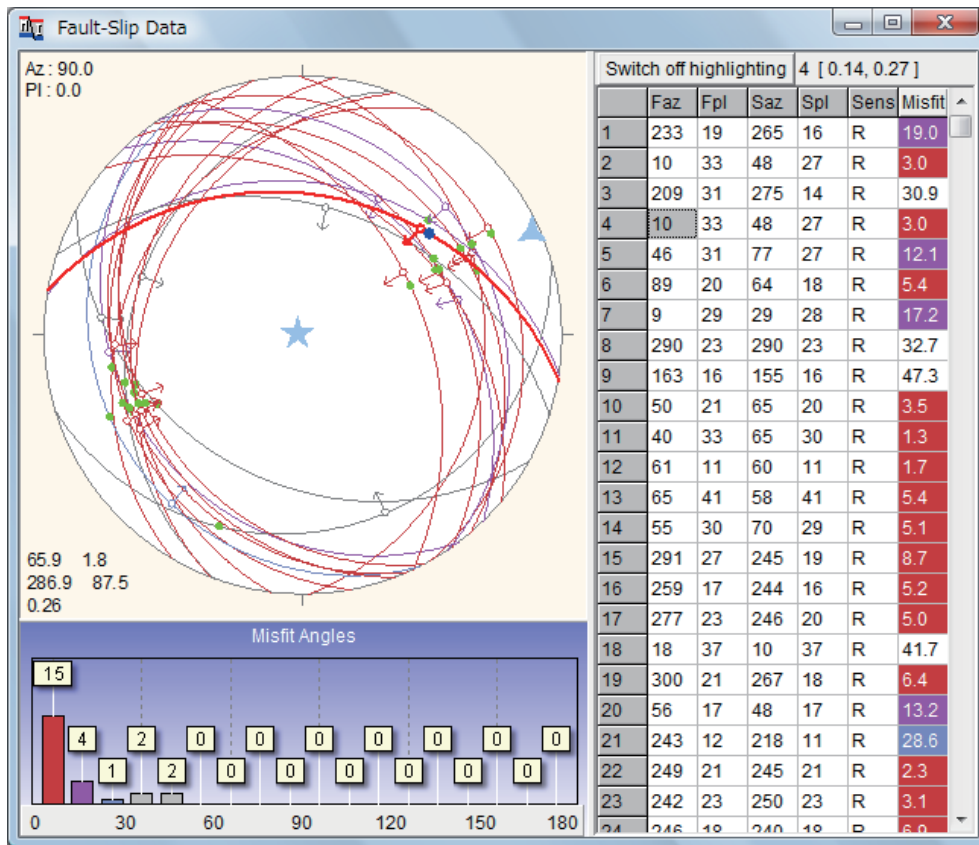 Fault-Slip Data
Az : 90.0
Pl : 0.0
65.9 1.8
286.9 87.5
0.26
Misfit Angles
15
4 2 0 0 0 0 0 0 0
1 2 0 0 0 0 0 0
0 30 60 90 120 150 180
Switch off highlighting 4 [ 0.14, 0.27 ]
Faz Fpl Saz Spl Sens Misfit
1 233 19 265 16 R 19.0
2 10 33 48 27 R 3.0
3 209 31 275 14 R 30.9
4 10 33 48 27 R 3.0
5 46 31 77 27 R 12.1
6 89 20 64 18 R 5.4
7 9 29 29 28 R 17.2
8 290 23 290 23 R 32.7
9 163 16 155 16 R 47.3
10 50 21 65 20 R 3.5
11 40 33 65 30 R 1.3
12 61 11 60 11 R 1.7
13 65 41 58 41 R 5.4
14 55 30 70 29 R 5.1
15 291 27 245 19 R 8.7
16 259 17 244 16 R 5.2
17 277 23 246 20 R 5.0
18 18 37 10 37 R 41.7
19 300 21 267 18 R 6.4
20 56 17 48 17 R 13.2
21 243 12 218 11 R 28.6
22 249 21 245 21 R 2.3
23 242 23 250 23 R 3.1
24 246 18 240 18 R 6.9